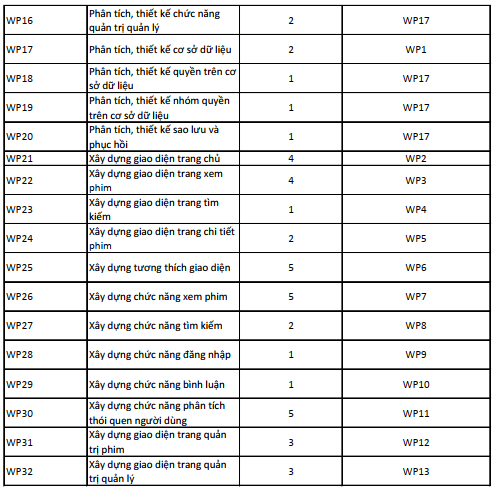 WP16 Phân tích, thiết kế chức năng 2 WP17
quản trị quản lý
WP17 Phân tích, thiết kế cơ sở dữ liệu 2 WP1
WP18 Phân tích, thiết kế quyền trên cơ 1 WP17
sở dữ liệu
WP19 Phân tích, thiết kế nhóm quyền 1 WP17
trên cơ sở dữ liệu
WP20 Phân tích, thiết kế sao lưu và 1 WP17
phục hồi
WP21 Xây dựng giao diện trang chủ 4 WP2
WP22 Xây dựng giao diện trang xem 4 WP3
phim
WP23 Xây dựng giao diện trang tìm 1 WP4
kiếm
WP24 Xây dựng giao diện trang chi tiết 2 WP5
phim
WP25 Xây dựng tương thích giao diện 5 WP6
WP26 Xây dựng chức năng xem phim 5 WP7
WP27 Xây dựng chức năng tìm kiếm 2 WP8
WP28 Xây dựng chức năng đăng nhập 1 WP9
WP29 Xây dựng chức năng bình luận 1 WP10
WP30 Xây dựng chức năng phân tích 5 WP11
thói quen người dùng
WP31 Xây dựng giao diện trang quản 3 WP12
trị phim
WP32 Xây dựng giao diện trang quản 3 WP13
trị quản lý